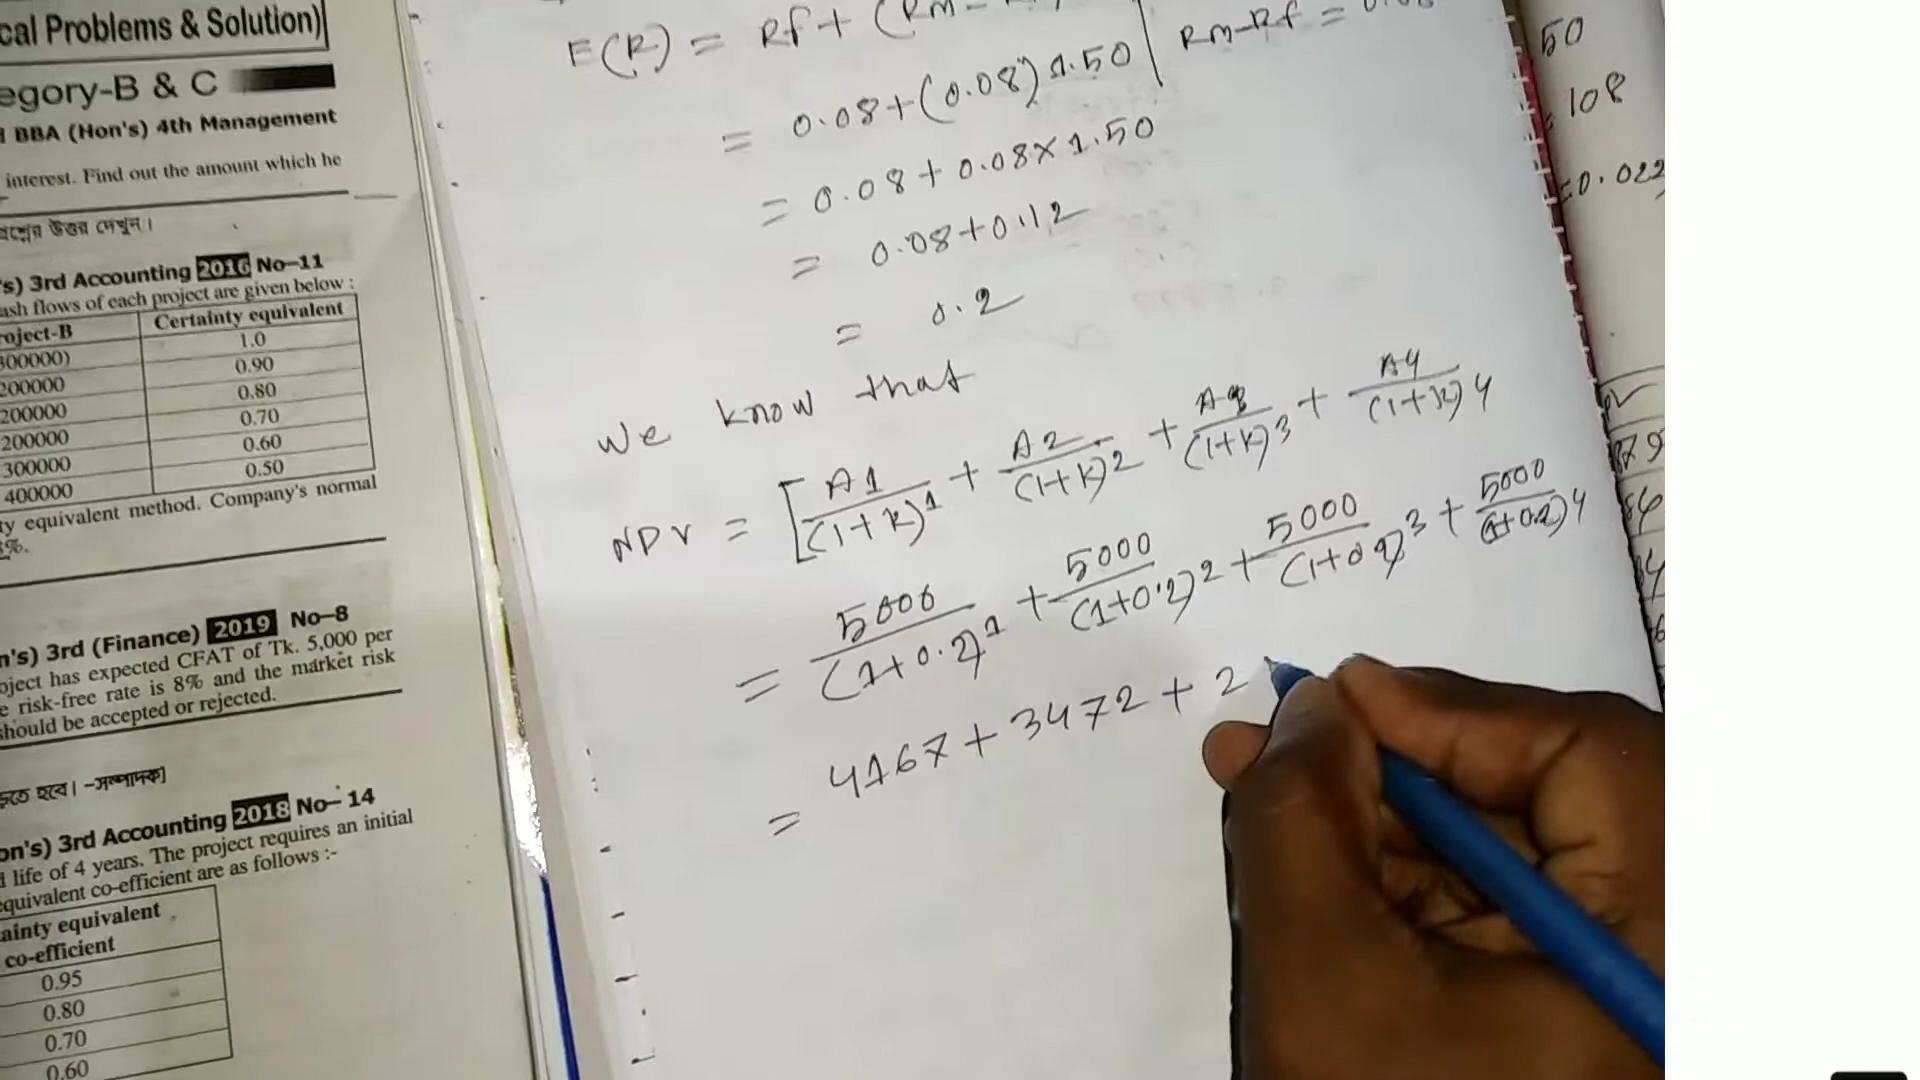 cal Problems & Solution)
egory-B & C
BBA (Hon's) 4th Management
interest. Find out the amount which he
উত্তর দেখুন।
's) 3rd Accounting 2016 No-11
ash flows of each project are given below :
roject-B Certainty equivalent
300000) 1.0
200000 0.90
200000 0.80
200000 0.70
300000 0.60
400000 0.50
ty equivalent method. Company's normal
%.
n's) 3rd (Finance) 2019 No-8
oject has expected CFAT of Tk. 5,000 per
e risk-free rate is 8% and the market risk
should be accepted or rejected.
হবে। -সম্পাদক]
on's) 3rd Accounting 2018 No- 14
d life of 4 years. The project requires an initial
equivalent co-efficient are as follows :-
ainty equivalent
co-efficient
0.95
0.80
0.70
0.60
E(R) = Rf + (Rm -
Rm-Rf =
= 0.08+(0.08) 1.50
= 0.08 + 0.08×1.50
= 0.08+0.12
= 0.2
We know that
NPV = [A1/(1+K)1 + A2/(1+K)2 + A3/(1+K)3 + A4/(1+K)4
= 5000/(1+0.2)1 + 5000/(1+0.2)2 + 5000/(1+0.2)3 + 5000/(1+0.2)4
= 4167 + 3472 + 2
50
108
0.022